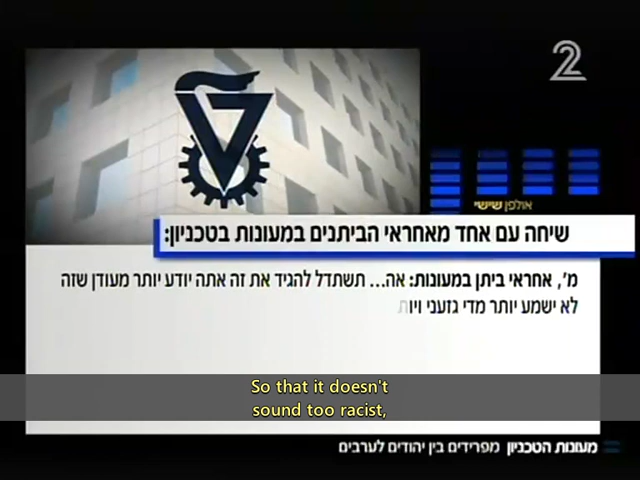 2
אולפן שישי
שיחה עם אחד מאחראי הביתנים במעונות בטכניון:
מ', אחראי ביתן במעונות: אה... תשתדל להגיד את זה אתה יודע יותר מעודן שזה
לא ישמע יותר מדי גזעני ויות
So that it doesn't
sound too racist,
מעונות הטכניון מפרידים בין יהודים לערבים